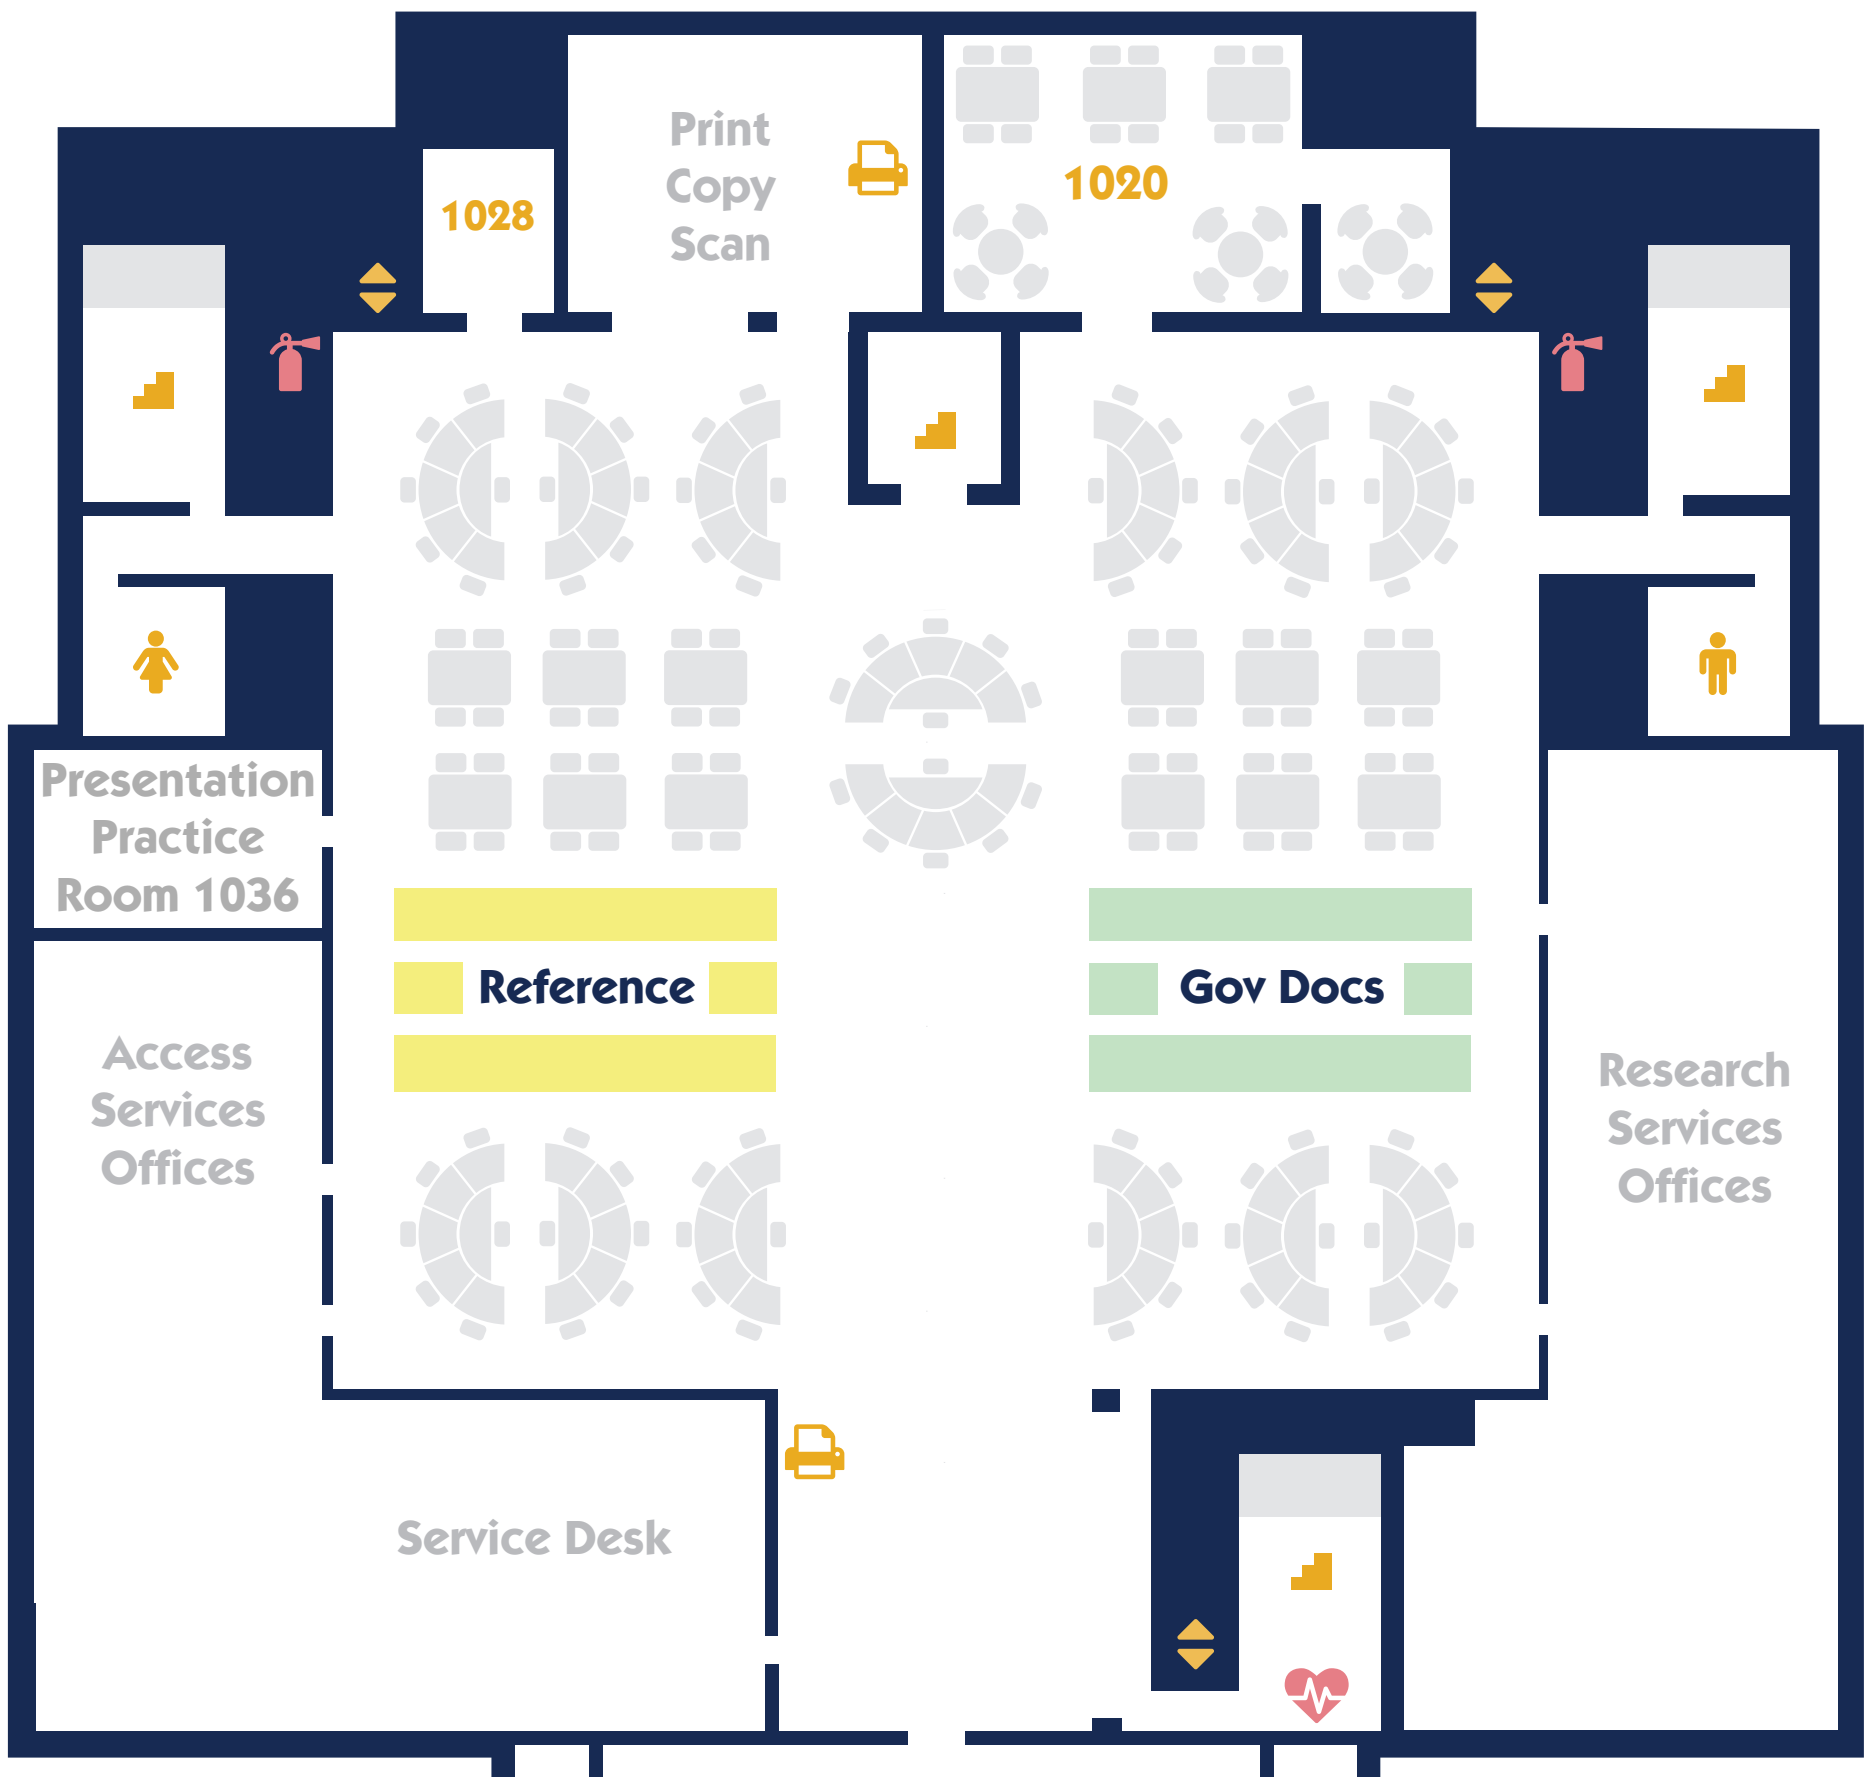 Print
Copy
Scan
1020
1028
Presentation
Practice
Room 1036
Reference
Gov Docs
Access
Services
Offices
Research
Services
Offices
Service Desk